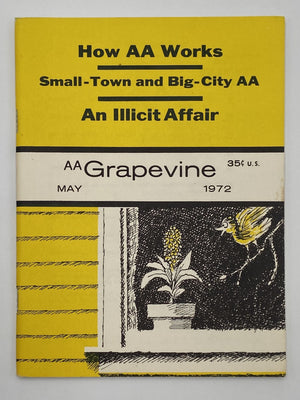 How AA Works
Small-Town and Big-City AA
An Illicit Affair
AA Grapevine 35¢ U.S.
MAY 1972